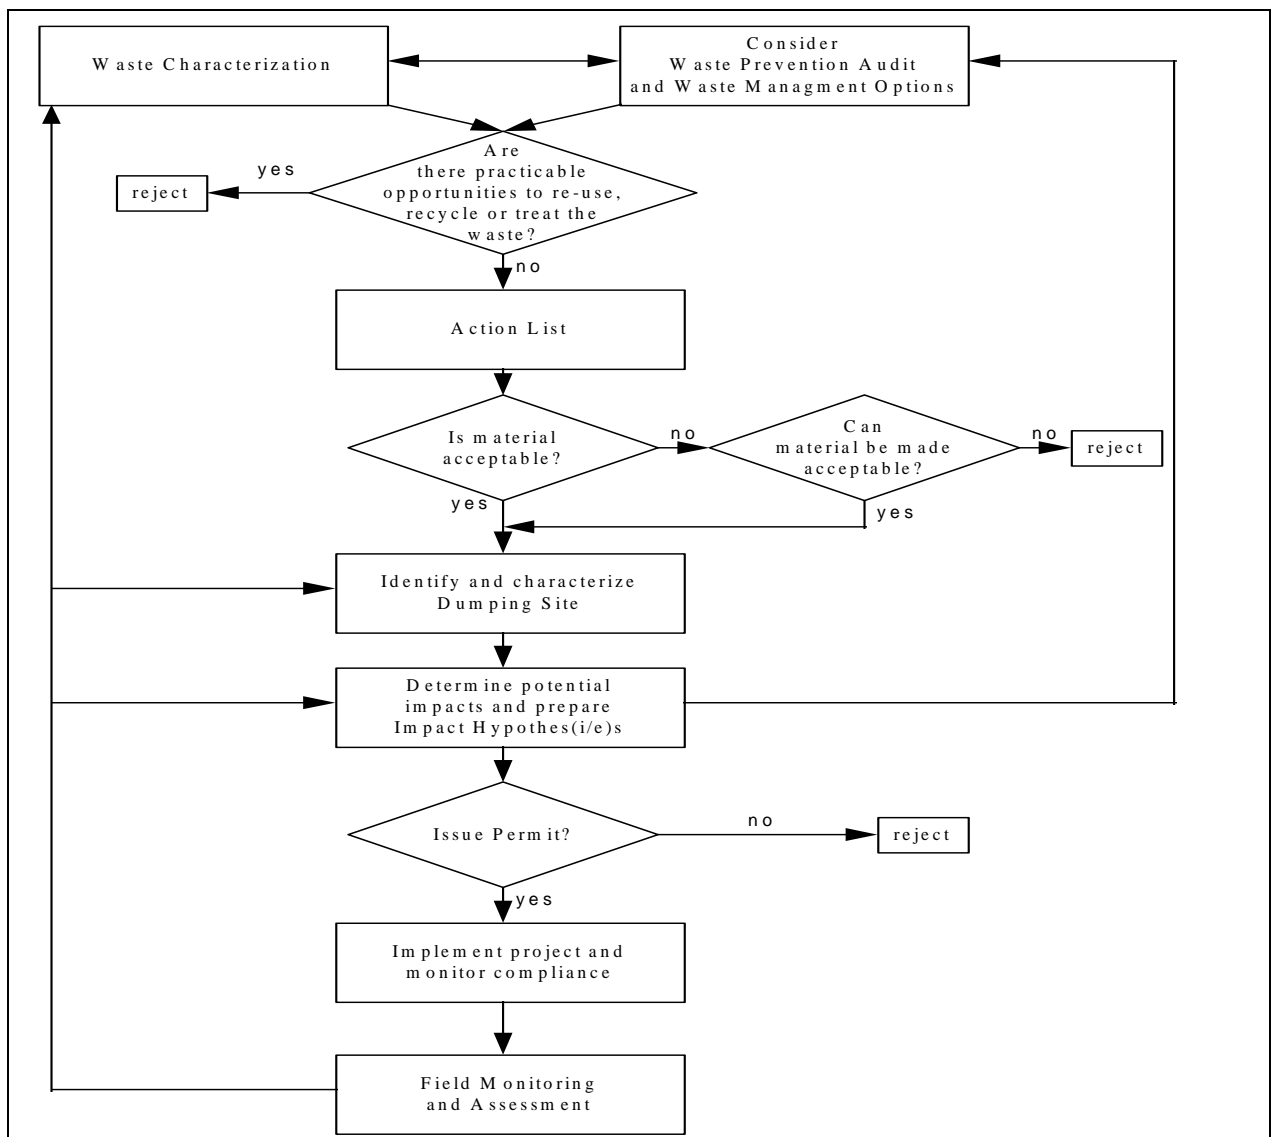 Waste Characterization
Consider
Waste Prevention Audit
and Waste Managment Options
Are
there practicable
opportunities to re-use,
recycle or treat the
waste?
yes
reject
no
Action List
Is material
acceptable?
no
Can
material be made
acceptable?
no
reject
yes
yes
Identify and characterize
Dumping Site
Determine potential
impacts and prepare
Impact Hypothes(i/e)s
Issue Permit?
no
reject
yes
Implement project and
monitor compliance
Field Monitoring
and Assessment